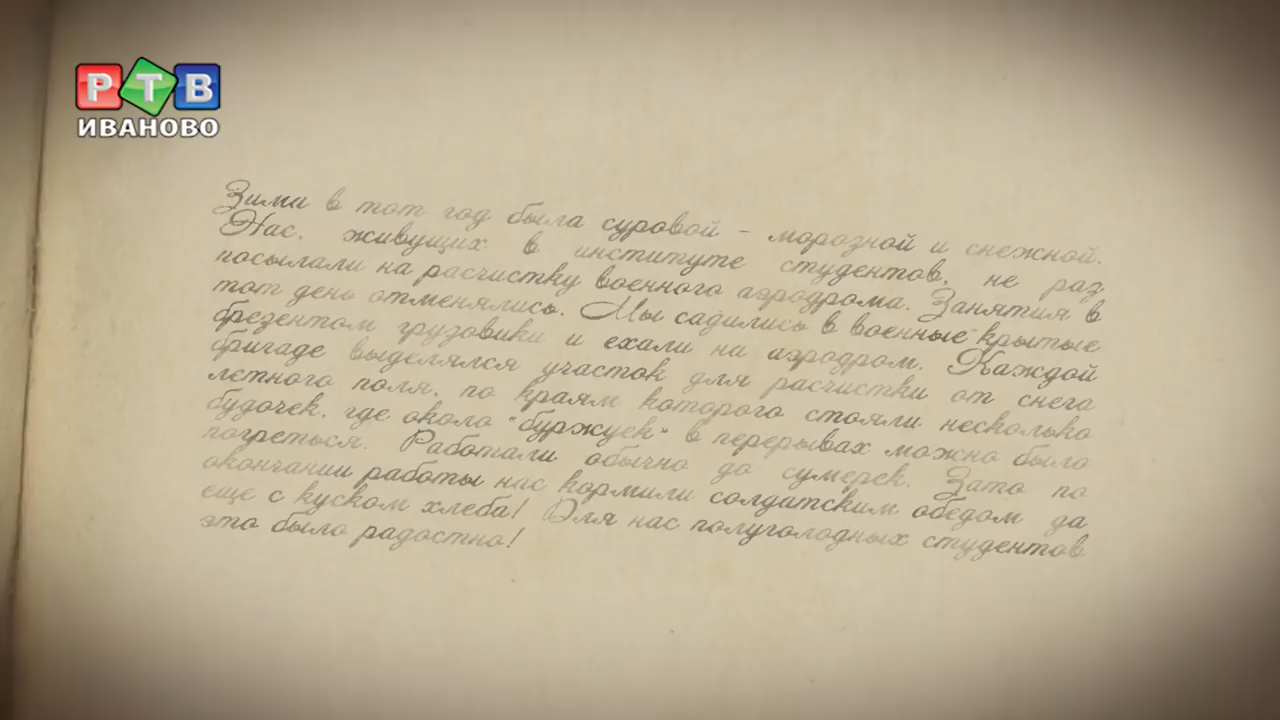 РТВ
ИВАНОВО
Зима в тот год была суровой - морозной и снежной.
Нас, живущих в институте студентов, не раз
посылали на расчистку военного аэродрома. Занятия в
тот день отменялись. Мы садились в военные крытые
брезентом грузовики и ехали на аэродром. Каждой
бригаде выделялся участок для расчистки от снега
летного поля, по краям которого стояли несколько
будочек, где около "буржуек" в перерывах можно было
погреться. Работали обычно до сумерек. Зато по
окончании работы нас кормили солдатским обедом да
еще с куском хлеба! Для нас полуголодных студентов
это было радостно!